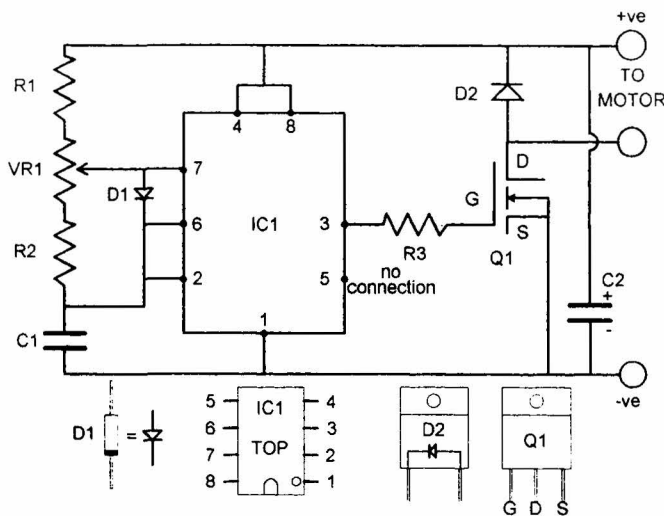 +ve
R1
TO
MOTOR
D2
4 8
VR1
7
D1
D
G
6
IC1
3
S
R2
R3
Q1
2
5
no
connection
C2
+
-
C1
1
-ve
5 IC1 4
D1 =
6 3
TOP
7 2
8 1
D2
Q1
G D S